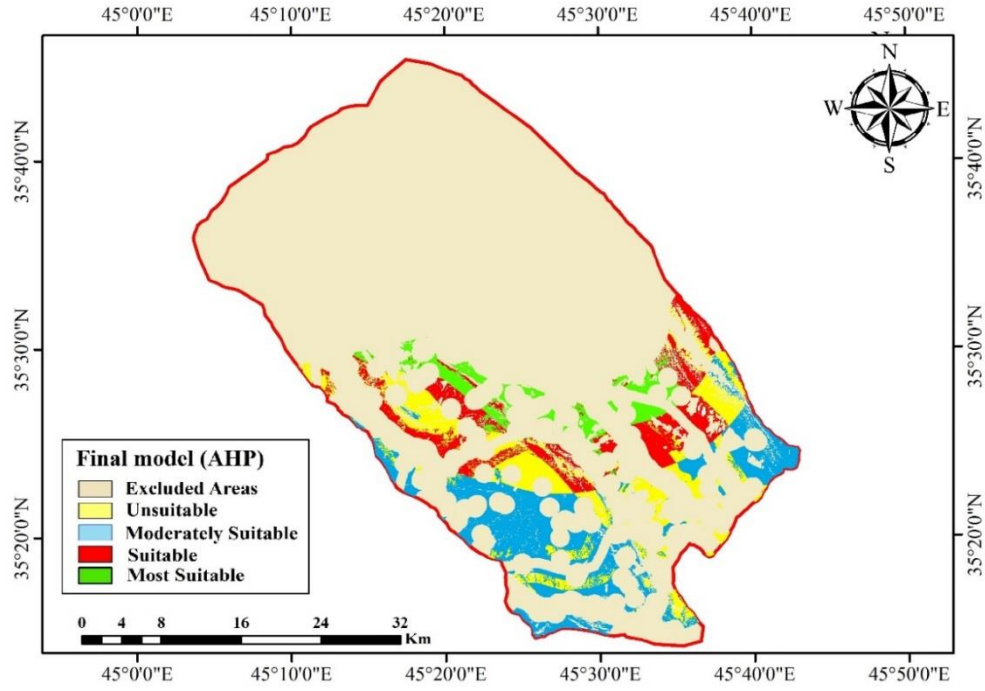 45°0'0"E 45°10'0"E 45°20'0"E 45°30'0"E 45°40'0"E 45°50'0"E
N
W E
S
35°40'0"N 35°40'0"N
35°30'0"N 35°30'0"N
35°20'0"N 35°20'0"N
Final model (AHP)
Excluded Areas
Unsuitable
Moderately Suitable
Suitable
Most Suitable
0 4 8 16 24 32
Km
45°0'0"E 45°10'0"E 45°20'0"E 45°30'0"E 45°40'0"E 45°50'0"E